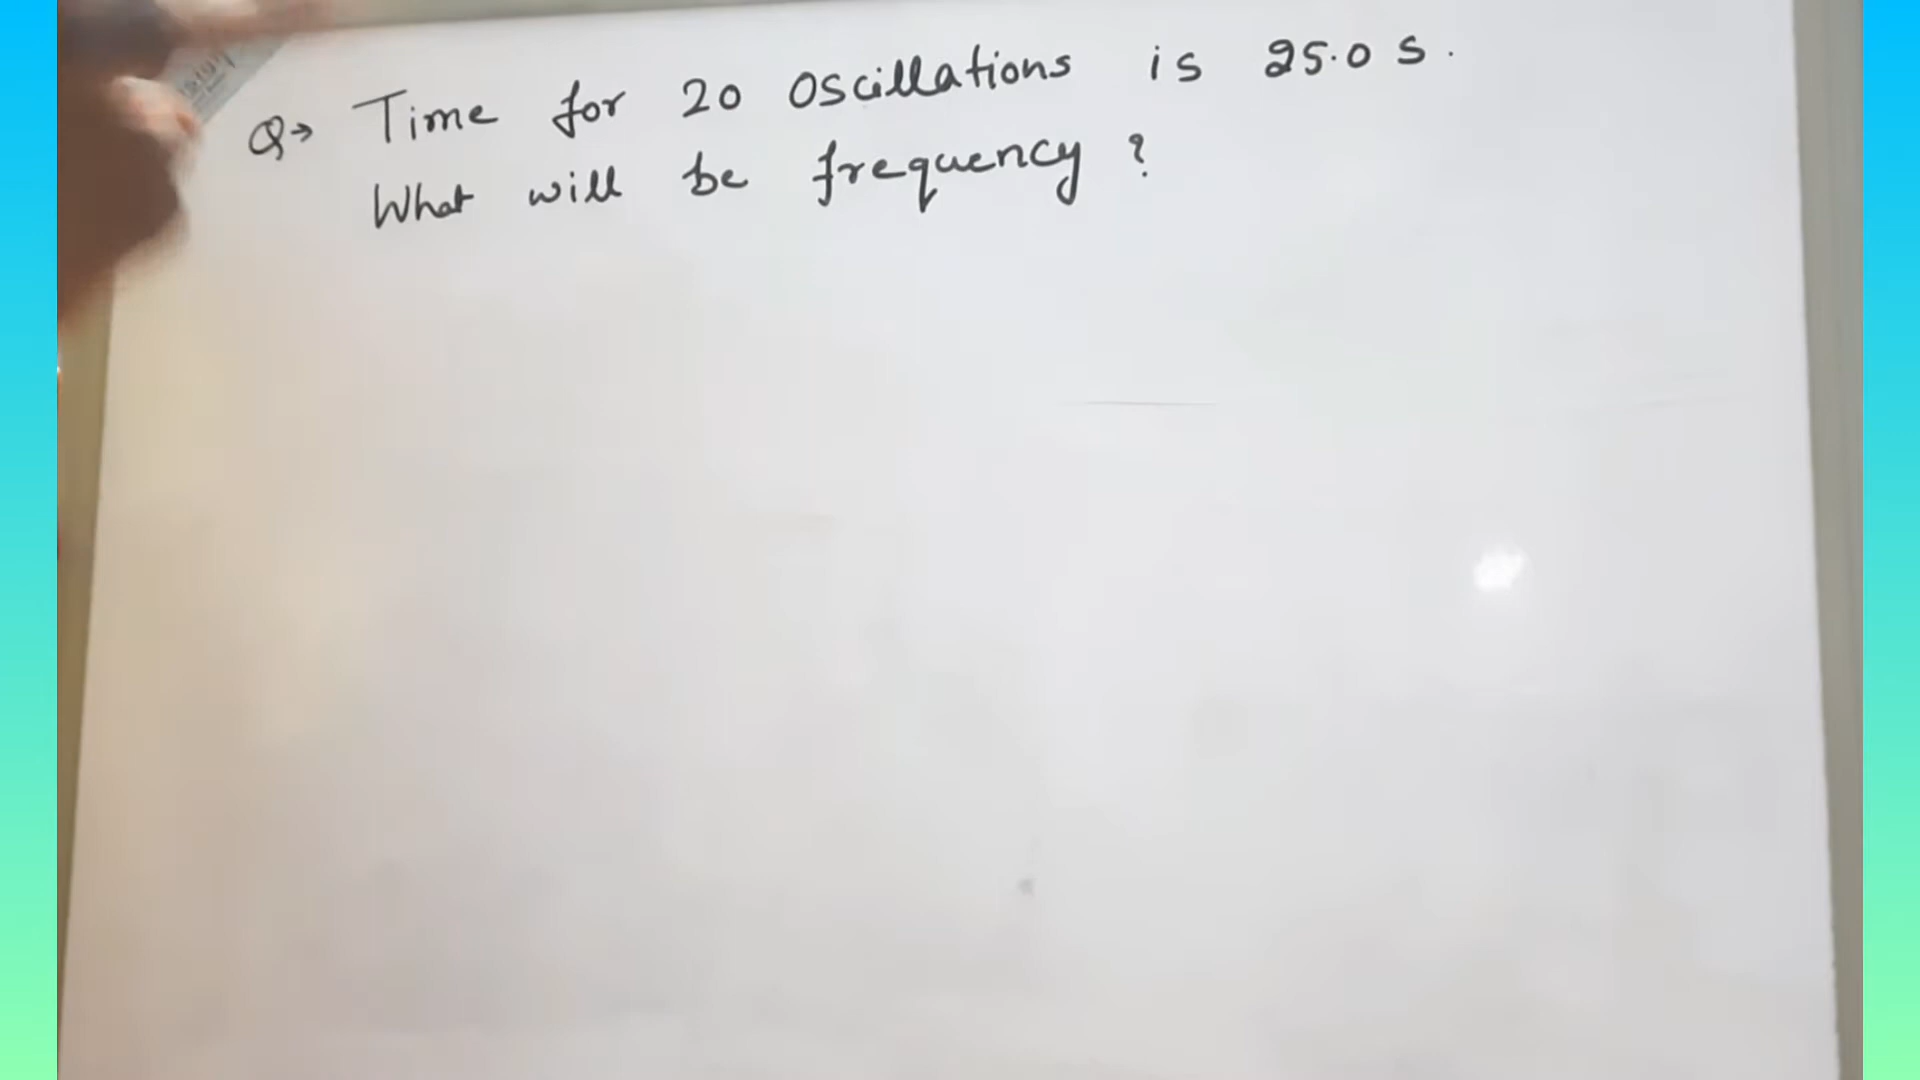 Q→ Time for 20 Oscillations is 25.0 s.
What will be frequency ?